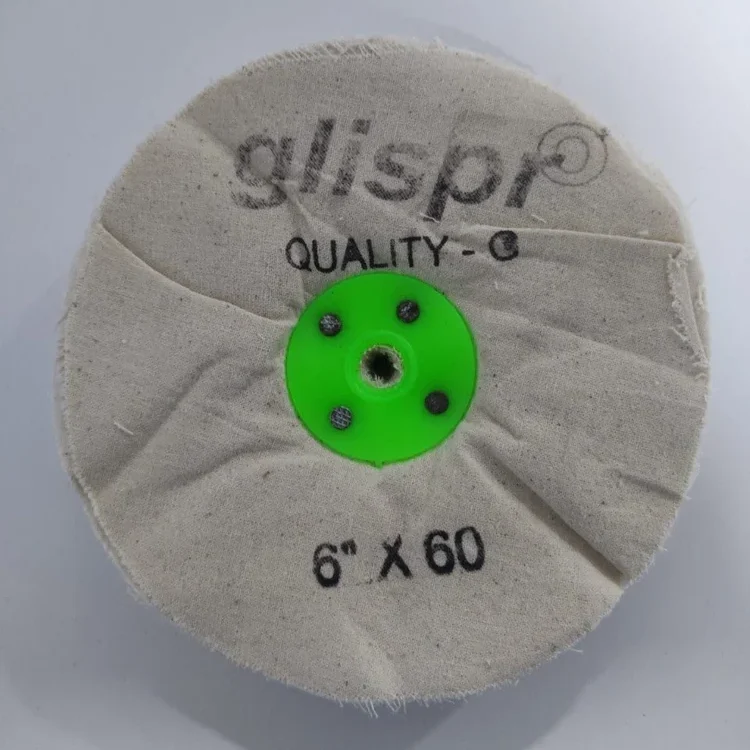 glispr
QUALITY - G
6" X 60